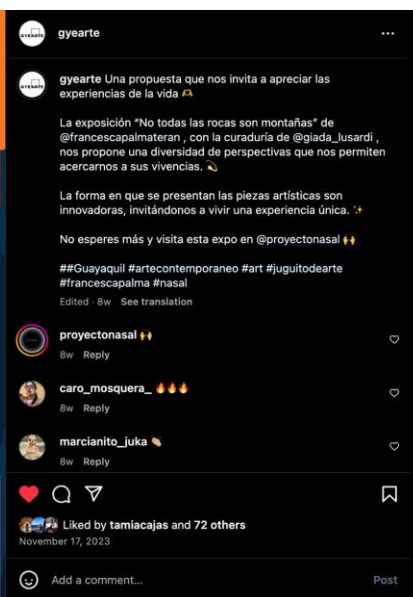 GYEARTE
gyearte
GYEARTE
gyearte Una propuesta que nos invita a apreciar las
experiencias de la vida 🫶
La exposición “No todas las rocas son montañas” de
@francescapalmateran , con la curaduría de @giada_lusardi ,
nos propone una diversidad de perspectivas que nos permiten
acercarnos a sus vivencias. 💫
La forma en que se presentan las piezas artísticas son
innovadoras, invitándonos a vivir una experiencia única. ✨
No esperes más y visita esta expo en @proyectonasal 🙌
##Guayaquil #artecontemporaneo #art #juguitodearte
#francescapalma #nasal
Edited · 8w See translation
proyectonasal 🙌
8w Reply
caro_mosquera_ 🔥🔥🔥
8w Reply
marcianito_juka 👏
8w Reply
Liked by tamiacajas and 72 others
November 17, 2023
Add a comment... Post